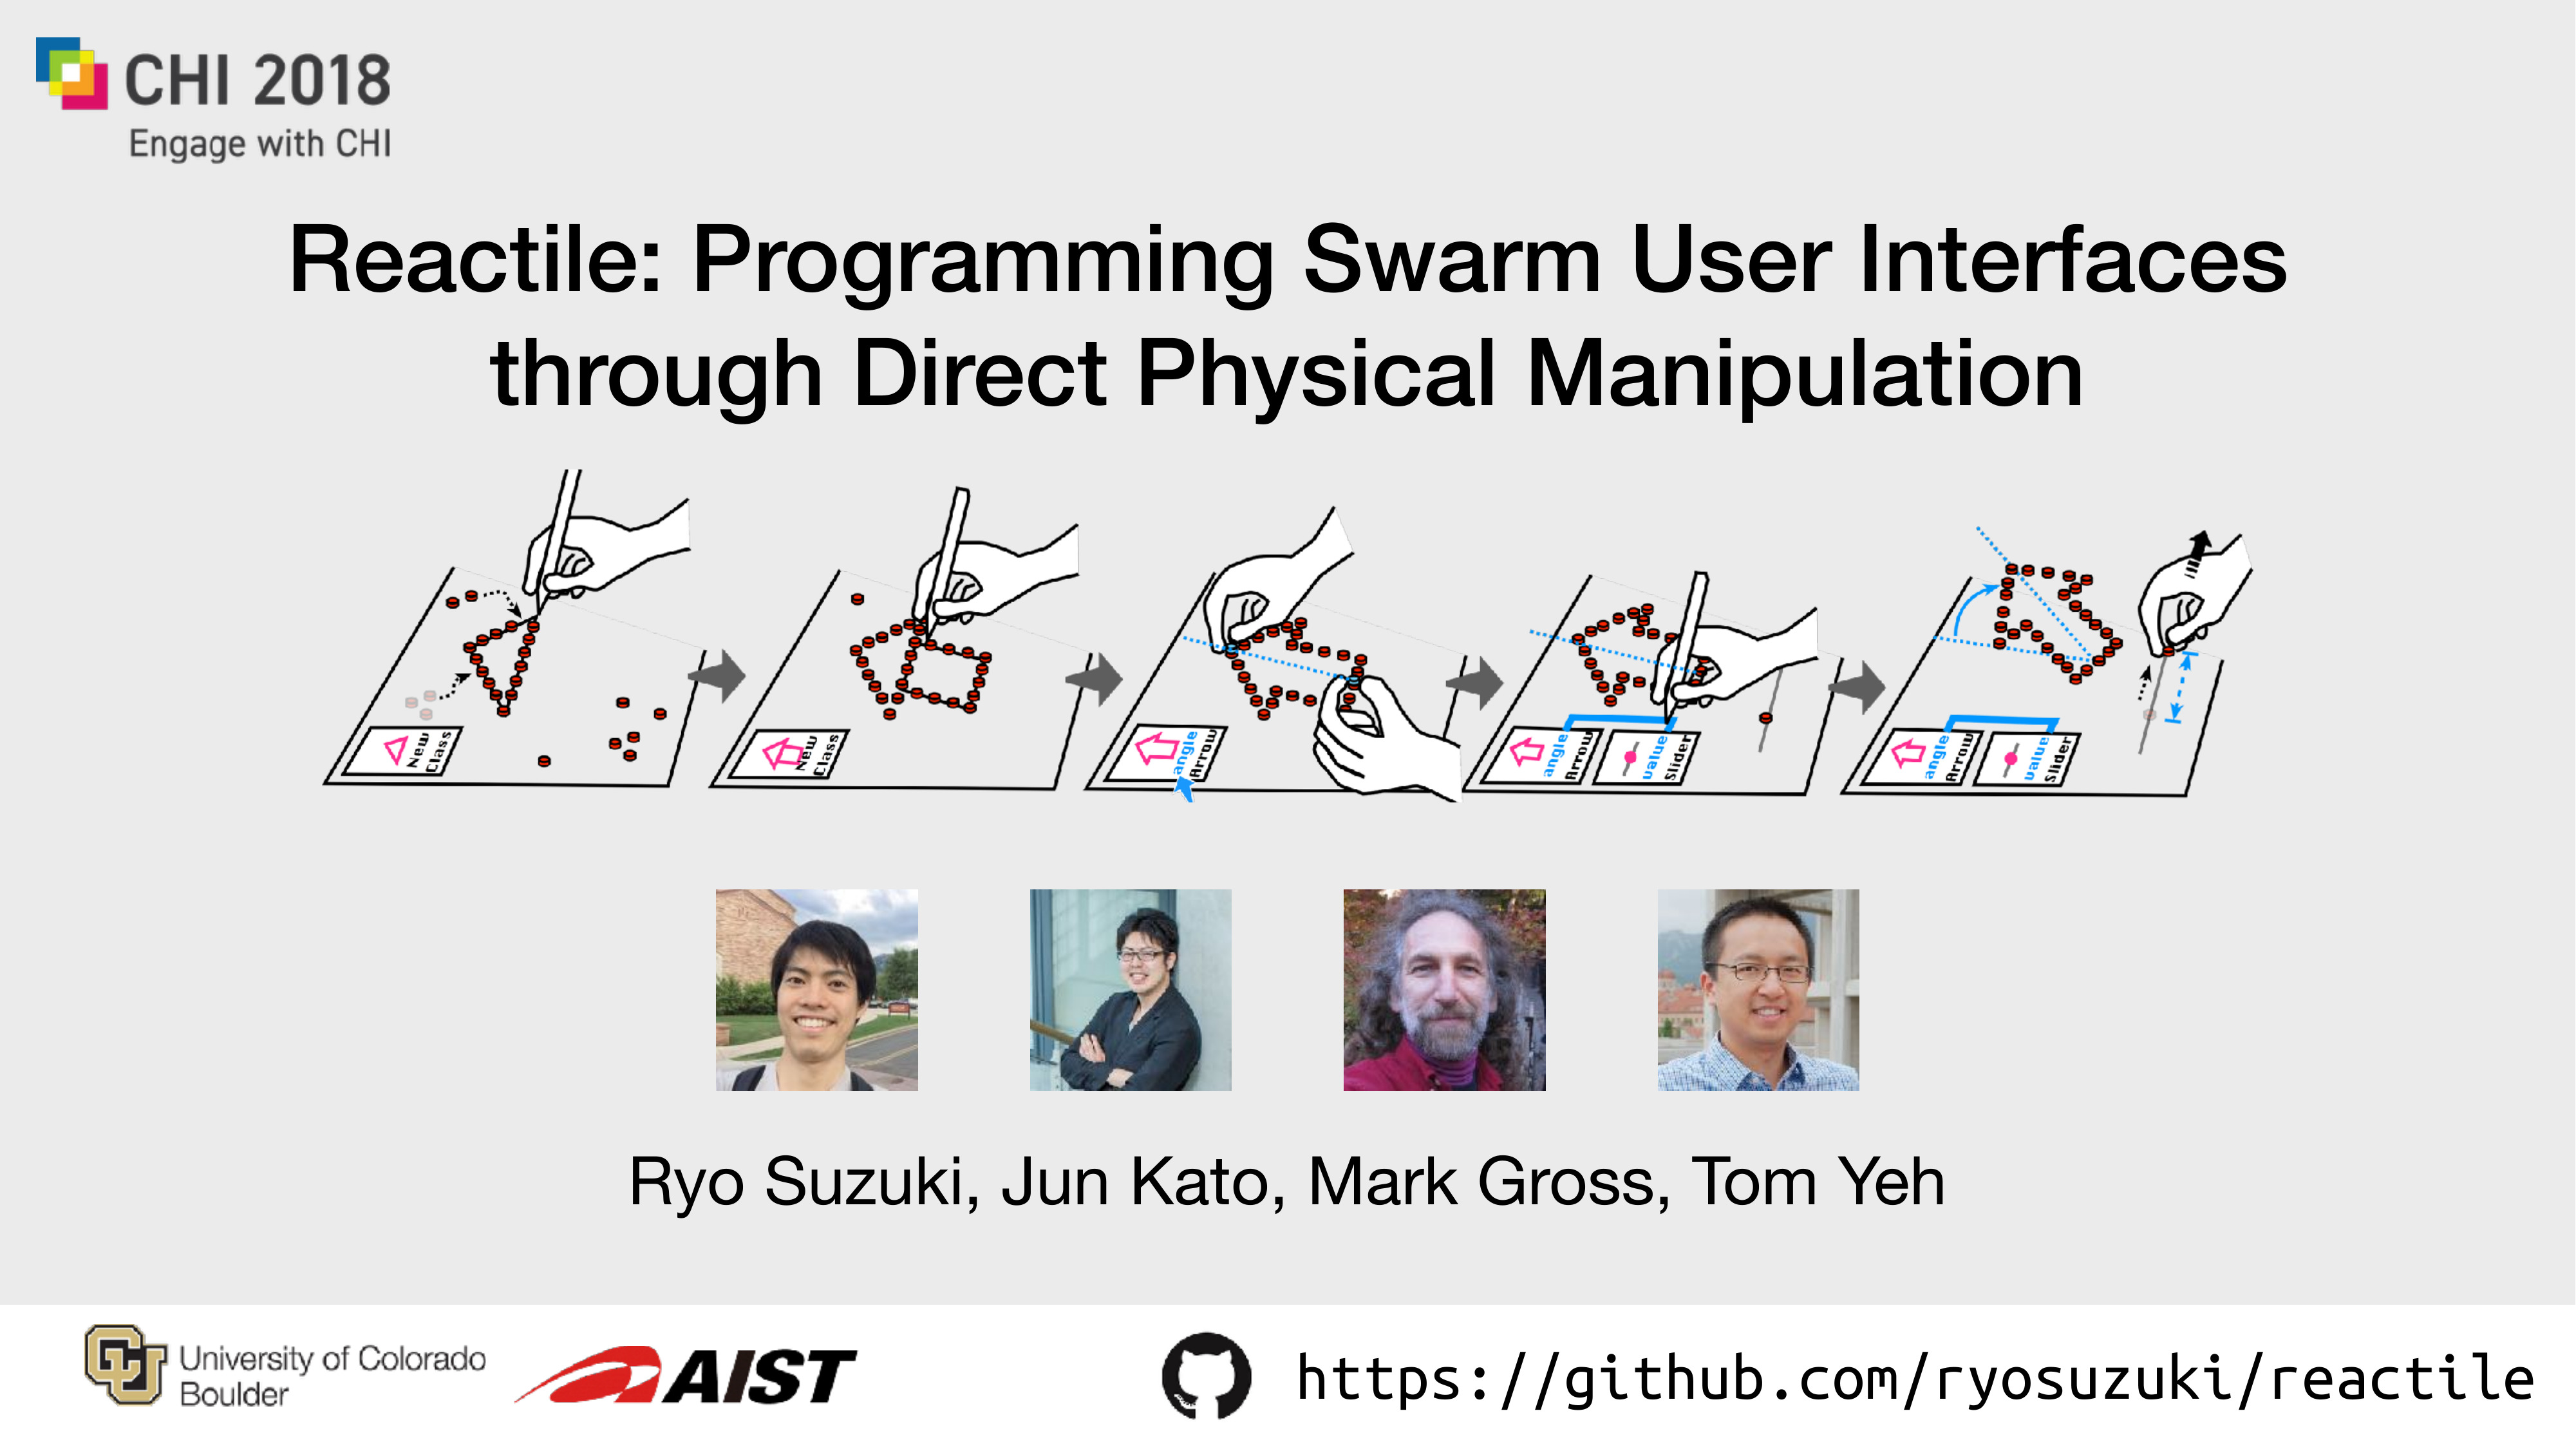 CHI 2018
Engage with CHI
Reactile: Programming Swarm User Interfaces
through Direct Physical Manipulation
New
Class
New
Class
angle
Arrow
angle
Arrow
value
Slider
angle
Arrow
value
Slider
Ryo Suzuki, Jun Kato, Mark Gross, Tom Yeh
CU
University of Colorado
Boulder
AIST
https://github.com/ryosuzuki/reactile